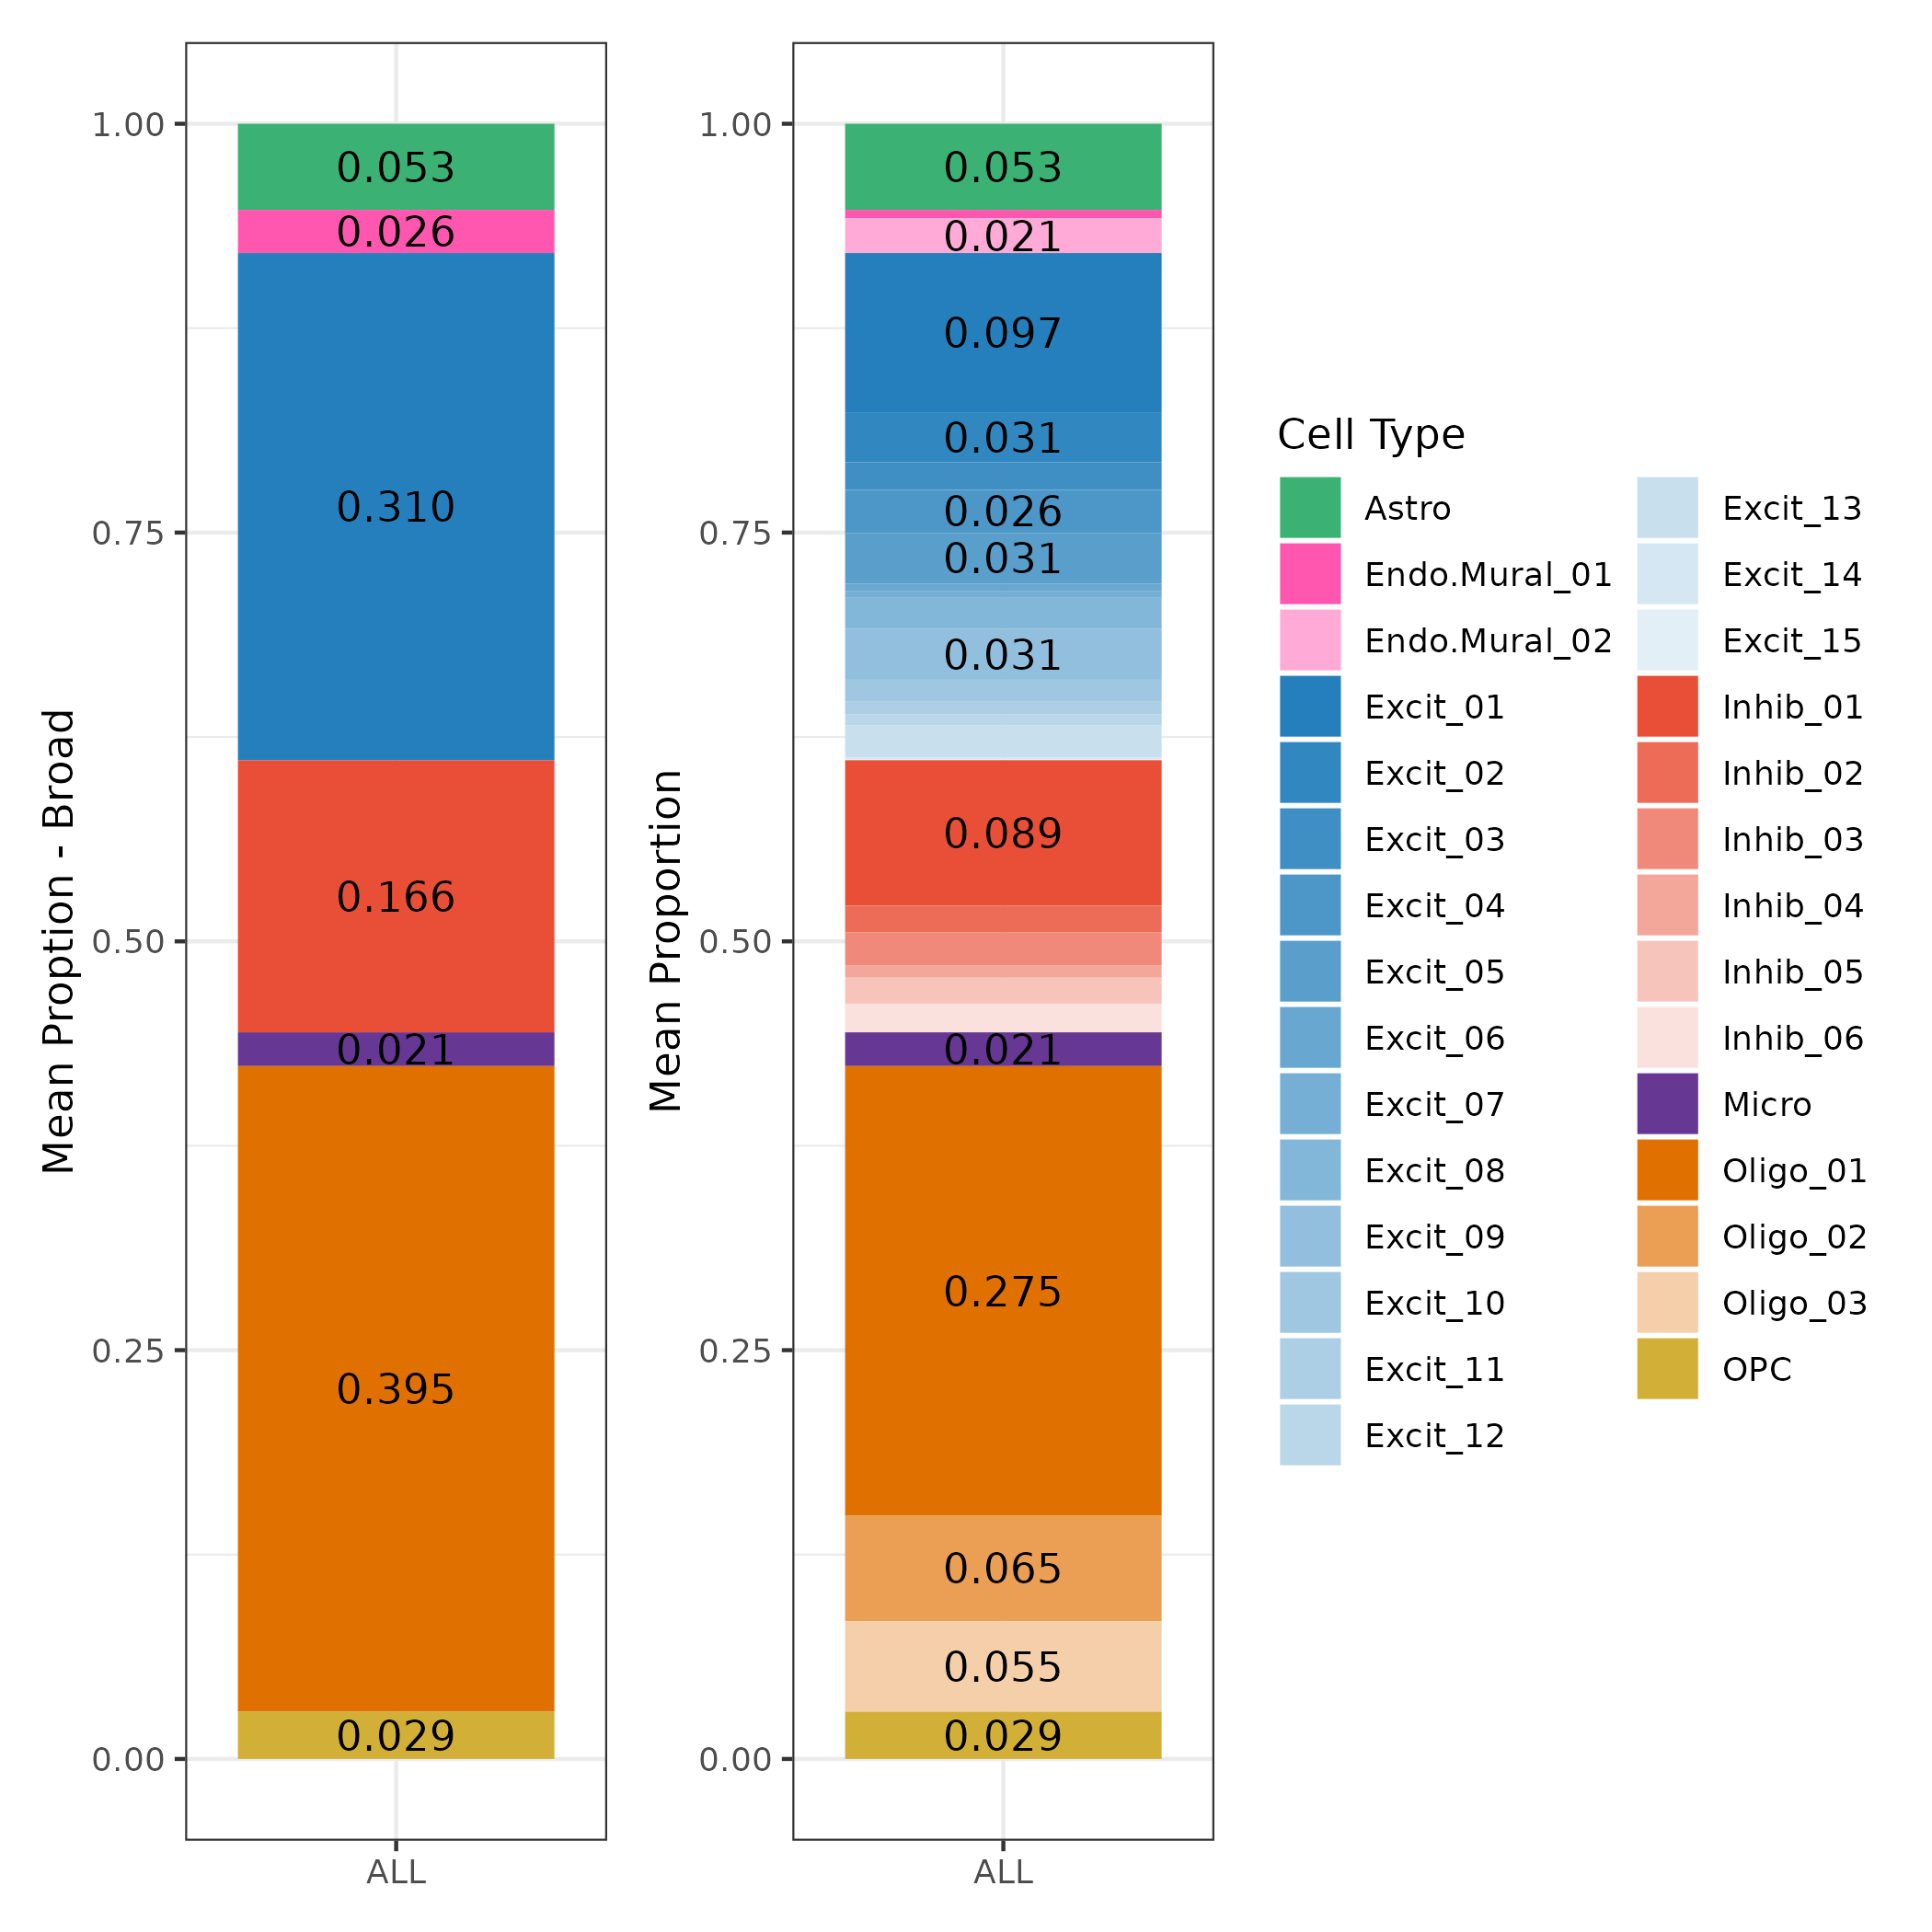 Mean Proption - Broad
1.00
0.75
0.50
0.25
0.00
0.053
0.026
0.310
0.166
0.021
0.395
0.029
ALL
Mean Proportion
1.00
0.75
0.50
0.25
0.00
0.053
0.021
0.097
0.031
0.026
0.031
0.031
0.089
0.021
0.275
0.065
0.055
0.029
ALL
Cell Type
Astro
Endo.Mural_01
Endo.Mural_02
Excit_01
Excit_02
Excit_03
Excit_04
Excit_05
Excit_06
Excit_07
Excit_08
Excit_09
Excit_10
Excit_11
Excit_12
Excit_13
Excit_14
Excit_15
Inhib_01
Inhib_02
Inhib_03
Inhib_04
Inhib_05
Inhib_06
Micro
Oligo_01
Oligo_02
Oligo_03
OPC